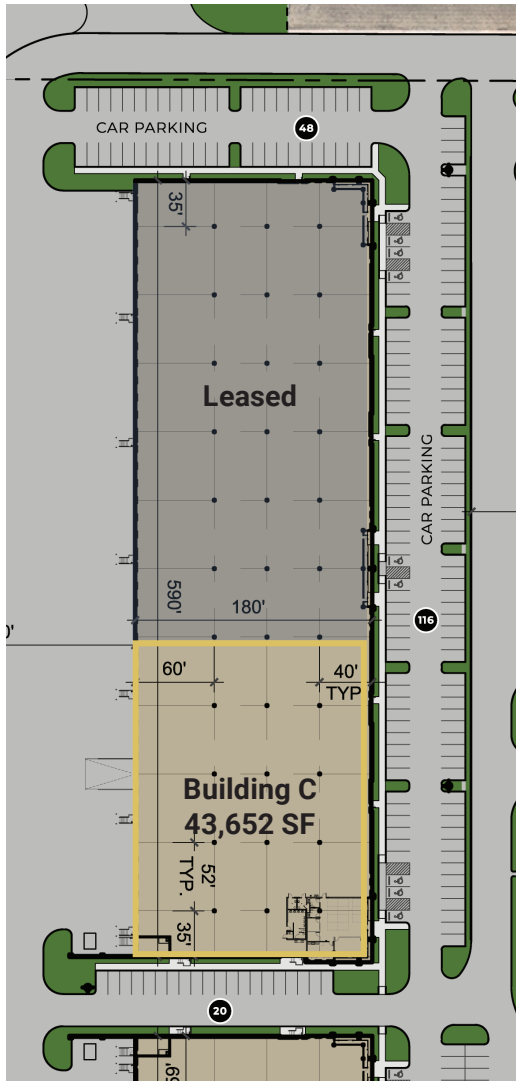 CAR PARKING
48
35'
Leased
CAR PARKING
590'
180'
116
0'
60'
40'
TYP
Building C
43,652 SF
52'
TYP.
35'
20